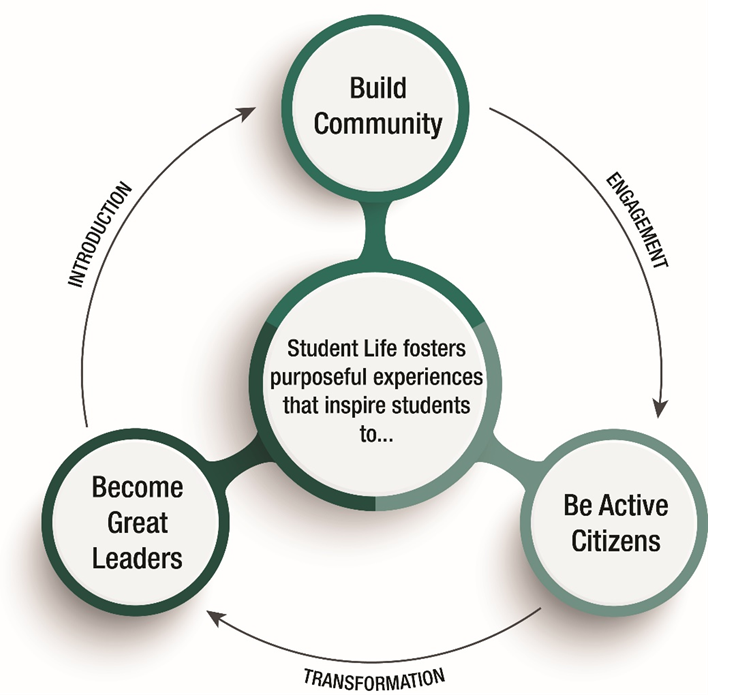 Build
Community
INTRODUCTION
ENGAGEMENT
Student Life fosters
purposeful experiences
that inspire students
to...
Become
Great
Leaders
Be Active
Citizens
TRANSFORMATION